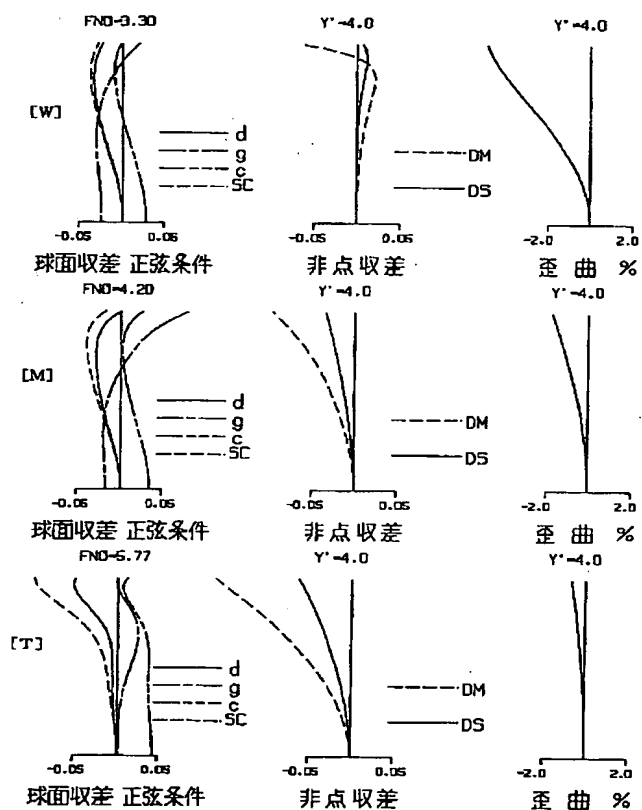 FNO=3.30 Y'=4.0 Y'=4.0
[W]
d
g
c
SC
DM
DS
-0.05 0.05 -0.05 0.05 -2.0 2.0
球面収差 正弦条件 非点収差 歪曲 %
FNO=4.20 Y'=4.0 Y'=4.0
[M]
d
g
c
SC
DM
DS
-0.05 0.05 -0.05 0.05 -2.0 2.0
球面収差 正弦条件 非点収差 歪曲 %
FNO=5.77 Y'=4.0 Y'=4.0
[T]
d
g
c
SC
DM
DS
-0.05 0.05 -0.05 0.05 -2.0 2.0
球面収差 正弦条件 非点収差 歪曲 %